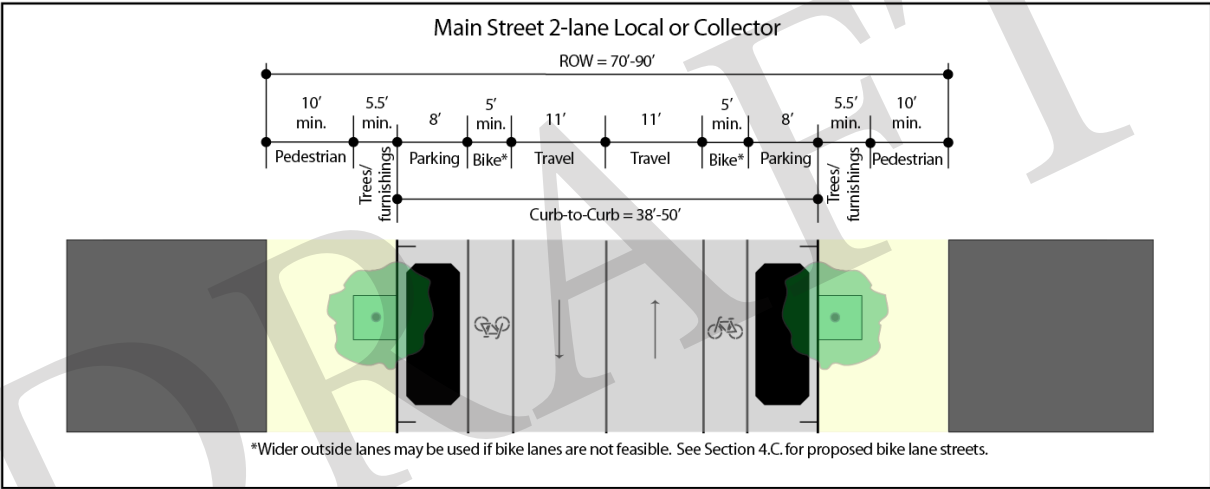 Main Street 2-lane Local or Collector
ROW = 70’-90’
10’ min. 5.5’ min. 8’ 5’ min. 11’ 11’ 5’ min. 8’ 5.5’ min. 10’ min.
Pedestrian Trees/ furnishings Parking Bike* Travel Travel Bike* Parking Trees/ furnishings Pedestrian
Curb-to-Curb = 38’-50’
*Wider outside lanes may be used if bike lanes are not feasible. See Section 4.C. for proposed bike lane streets.
DRAFT